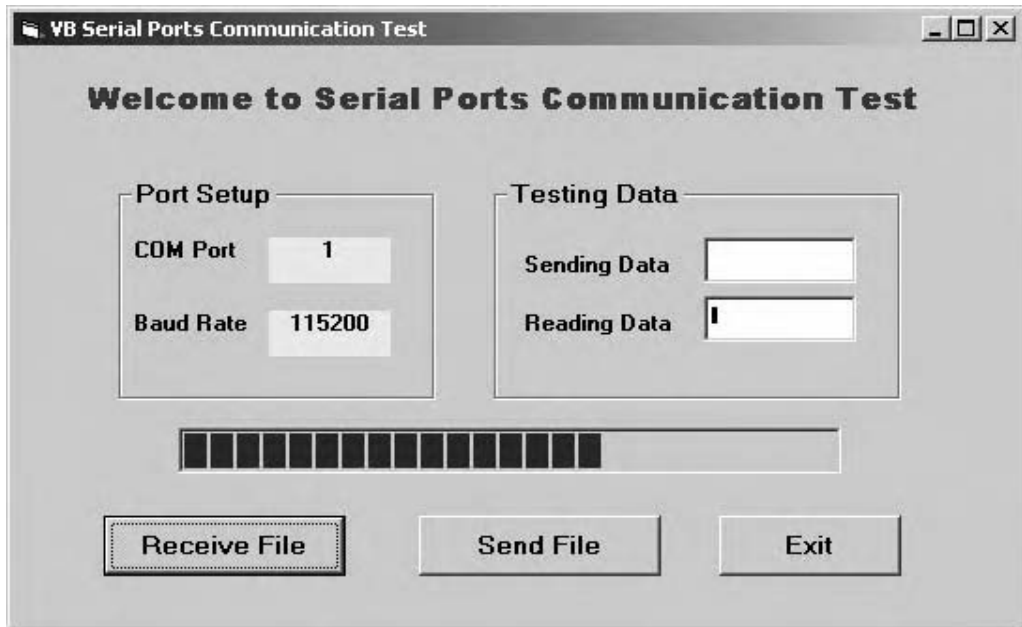 VB Serial Ports Communication Test
Welcome to Serial Ports Communication Test
Port Setup
COM Port 1
Baud Rate 115200
Testing Data
Sending Data
Reading Data
Receive File Send File Exit